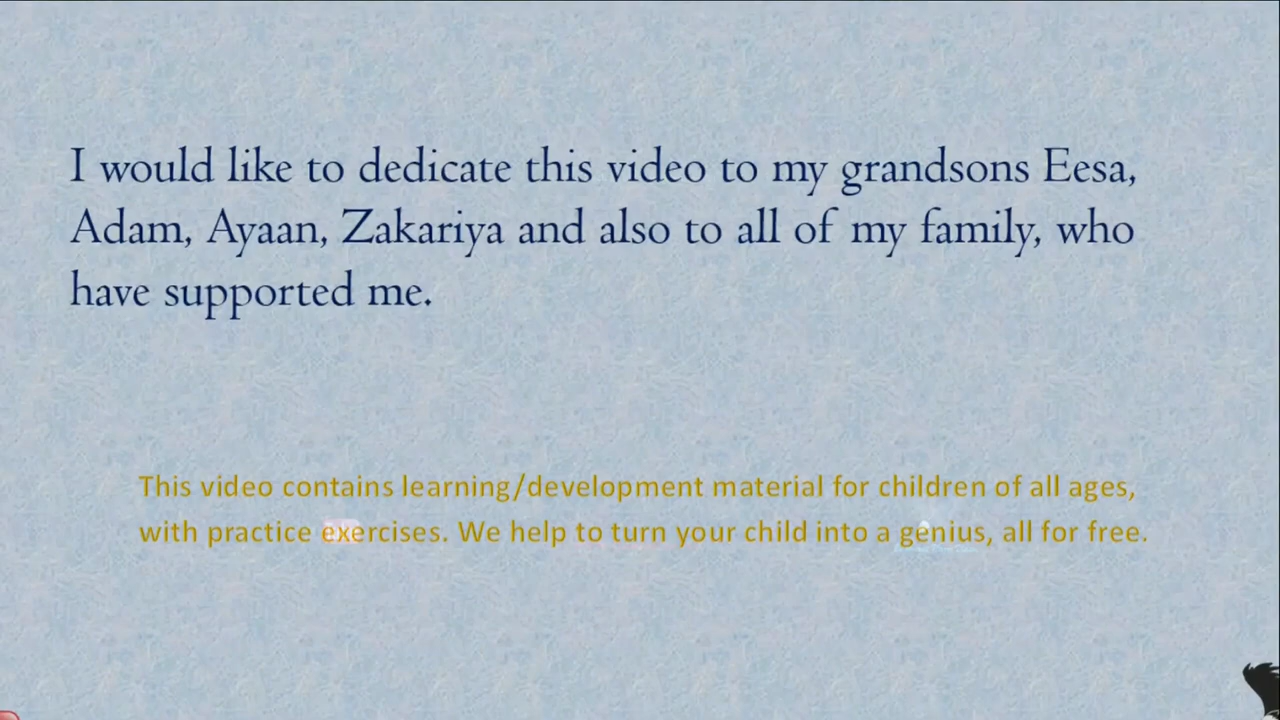 I would like to dedicate this video to my grandsons Eesa,
Adam, Ayaan, Zakariya and also to all of my family, who
have supported me.
This video contains learning/development material for children of all ages,
with practice exercises. We help to turn your child into a genius, all for free.